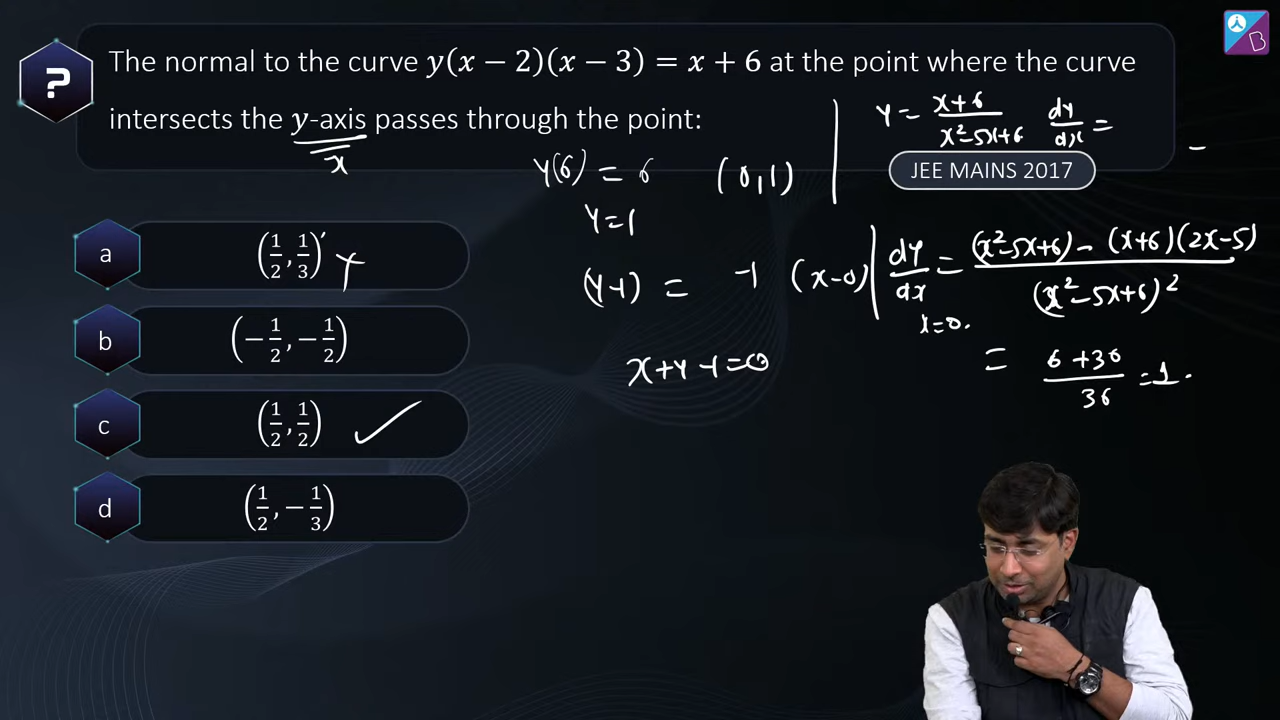 The normal to the curve y(x − 2)(x − 3) = x + 6 at the point where the curve
intersects the y-axis passes through the point:
x
y = x+6 / x²-5x+6 dy/dx =
JEE MAINS 2017
y(6) = 6 (0,1)
y=1
(y-1) = -1 (x-0)
x+y-1=0
dy/dx = (x²-5x+6) - (x+6)(2x-5) / (x²-5x+6)²
x=0.
= 6+36 / 36 =1.
a (1/2, 1/3)
b (−1/2, −1/2)
c (1/2, 1/2) ✓
d (1/2, −1/3)
?
B